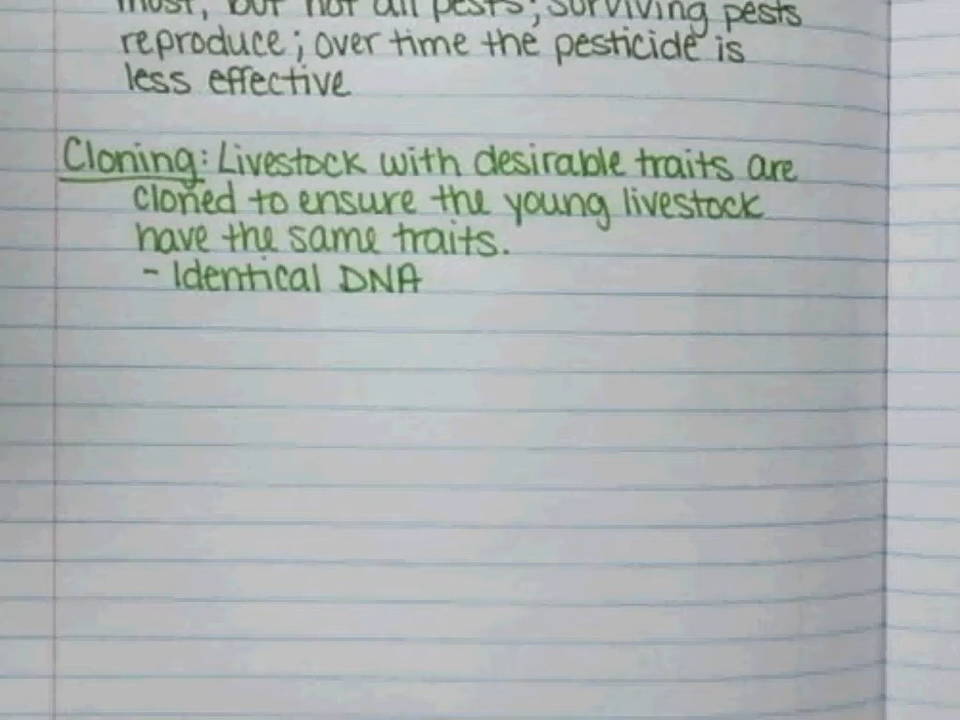 most, but not all pests; surviving pests
reproduce; over time the pesticide is
less effective
Cloning: Livestock with desirable traits are
cloned to ensure the young livestock
have the same traits.
- Identical DNA